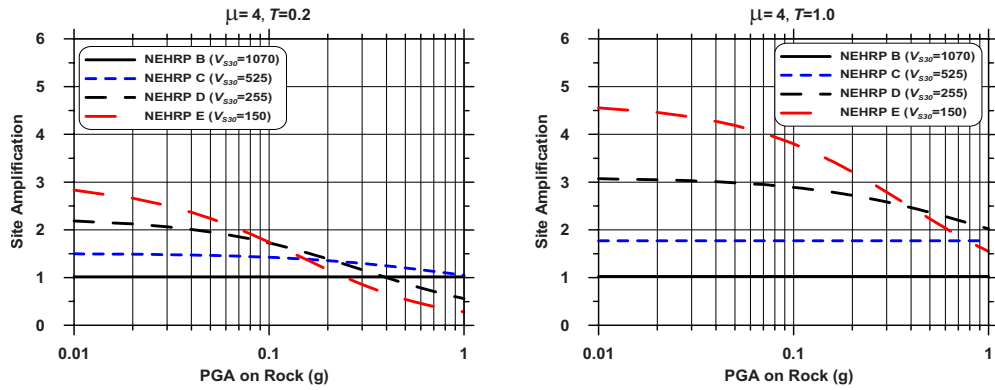 μ= 4, T=0.2
6
5
4
3
2
1
0
Site Amplification
NEHRP B (VS30=1070)
NEHRP C (VS30=525)
NEHRP D (VS30=255)
NEHRP E (VS30=150)
0.01
0.1
1
PGA on Rock (g)
μ= 4, T=1.0
6
5
4
3
2
1
0
Site Amplification
NEHRP B (VS30=1070)
NEHRP C (VS30=525)
NEHRP D (VS30=255)
NEHRP E (VS30=150)
0.01
0.1
1
PGA on Rock (g)